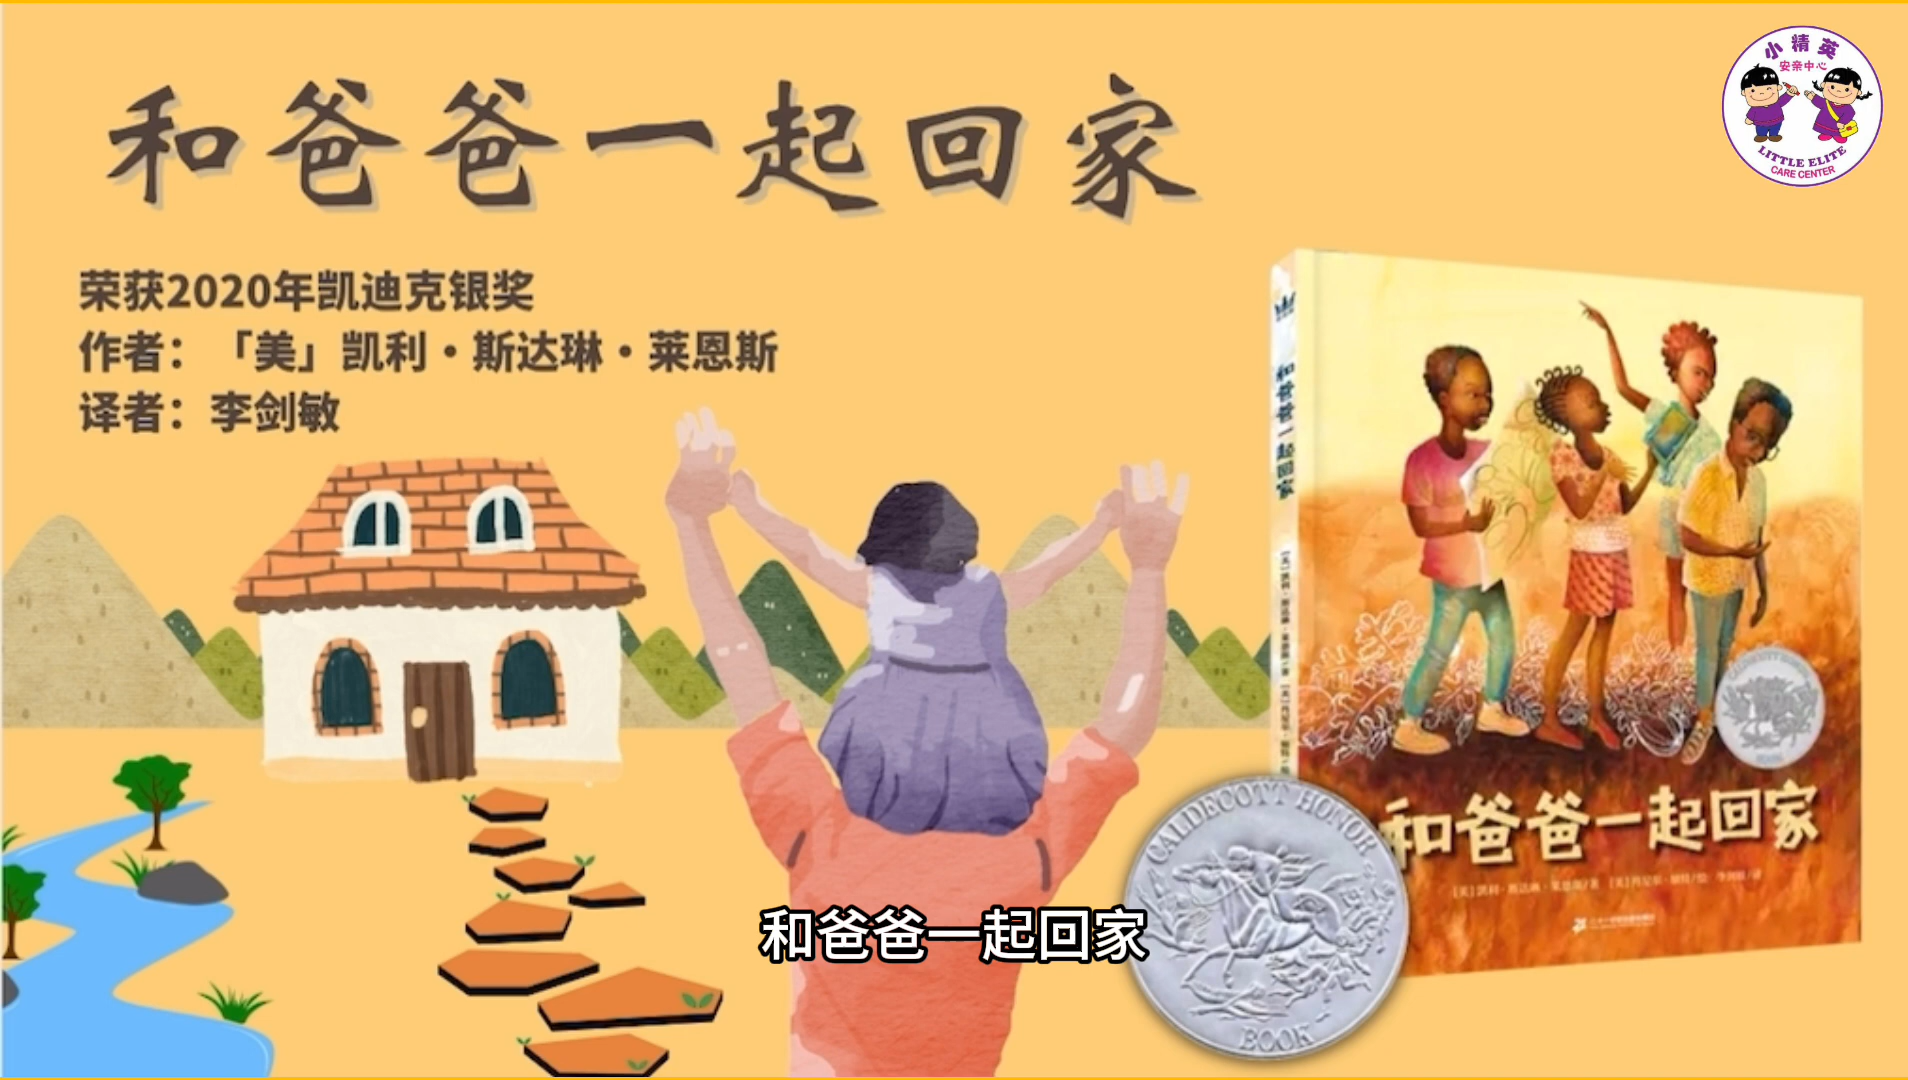 和爸爸一起回家
小精英
安亲中心
LITTLE ELITE
CARE CENTER
荣获2020年凯迪克银奖
作者：「美」凯利·斯达琳·莱恩斯
译者：李剑敏
和爸爸一起回家
CALDECOTT HONOR
BOOK
和爸爸一起回家
CALDECOTT HONOR
BOOK
和爸爸一起回家